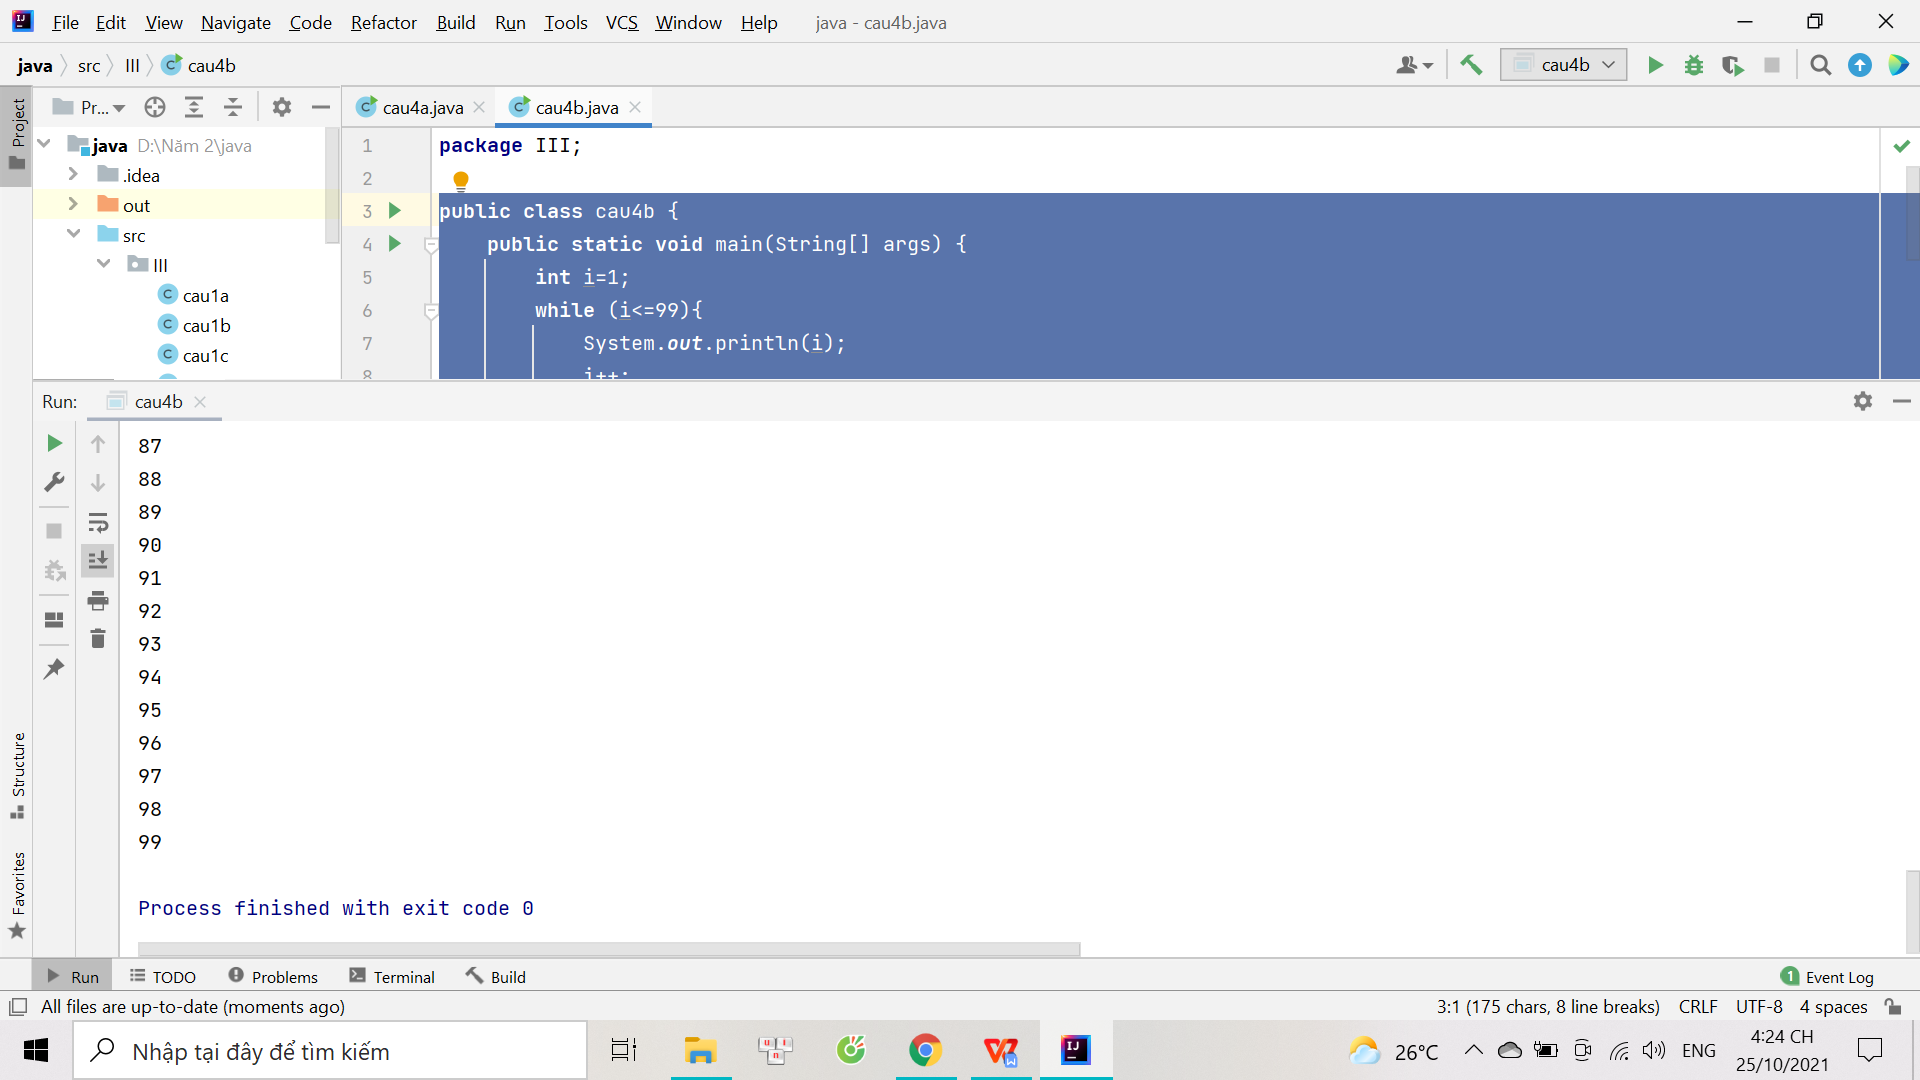 File Edit View Navigate Code Refactor Build Run Tools VCS Window Help java - cau4b.java
java src III cau4b
cau4b
Project
Pr...
cau4a.java
cau4b.java
java D:\Năm 2\java
.idea
out
src
III
cau1a
cau1b
cau1c
1 package III;
2
3 public class cau4b {
4 public static void main(String[] args) {
5 int i=1;
6 while (i<=99){
7 System.out.println(i);
8 i++;
Run: cau4b
87
88
89
90
91
92
93
94
95
96
97
98
99
Process finished with exit code 0
Structure
Favorites
Run TODO Problems Terminal Build 1 Event Log
All files are up-to-date (moments ago) 3:1 (175 chars, 8 line breaks) CRLF UTF-8 4 spaces
Nhập tại đây để tìm kiếm
26°C ENG
4:24 CH
25/10/2021